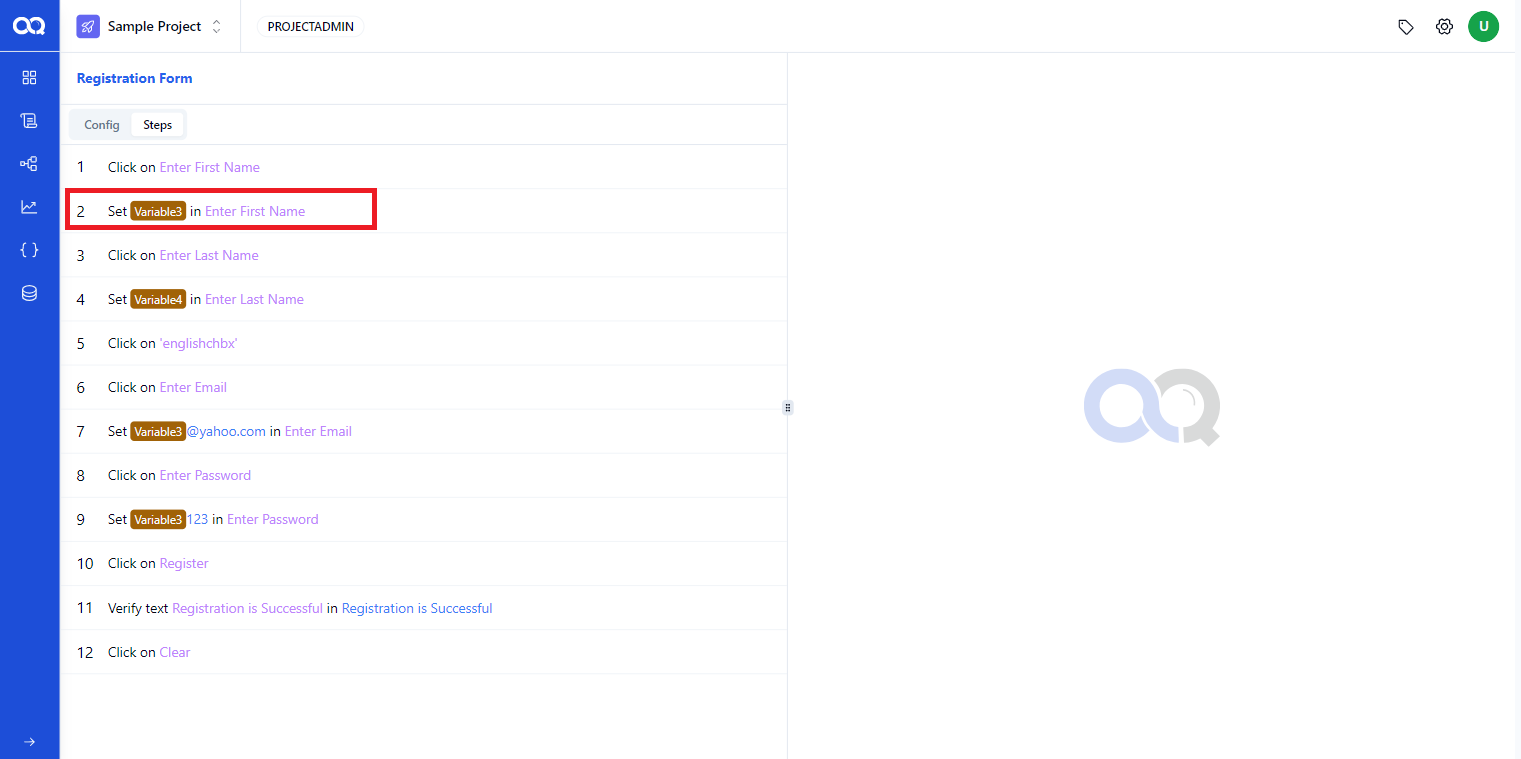 Sample Project PROJECTADMIN U
Registration Form
Config Steps
1 Click on Enter First Name
2 Set Variable3 in Enter First Name
3 Click on Enter Last Name
4 Set Variable4 in Enter Last Name
5 Click on 'englishchbx'
6 Click on Enter Email
7 Set Variable3@yahoo.com in Enter Email
8 Click on Enter Password
9 Set Variable3123 in Enter Password
10 Click on Register
11 Verify text Registration is Successful in Registration is Successful
12 Click on Clear